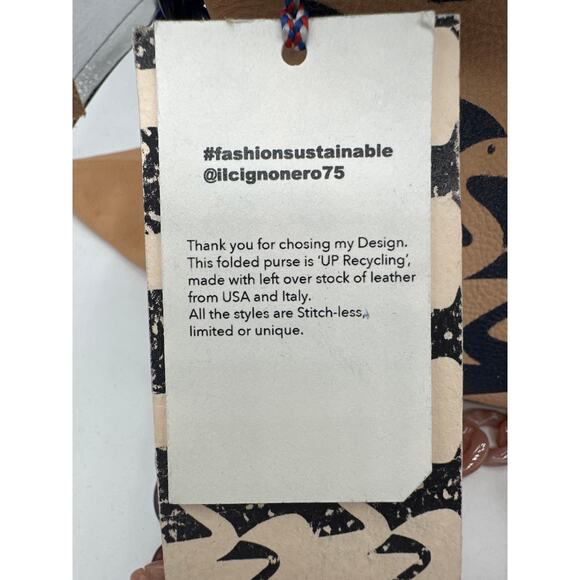 #fashionsustainable
@ilcignonero75
Thank you for chosing my Design.
This folded purse is 'UP Recycling',
made with left over stock of leather
from USA and Italy.
All the styles are Stitch-less,
limited or unique.